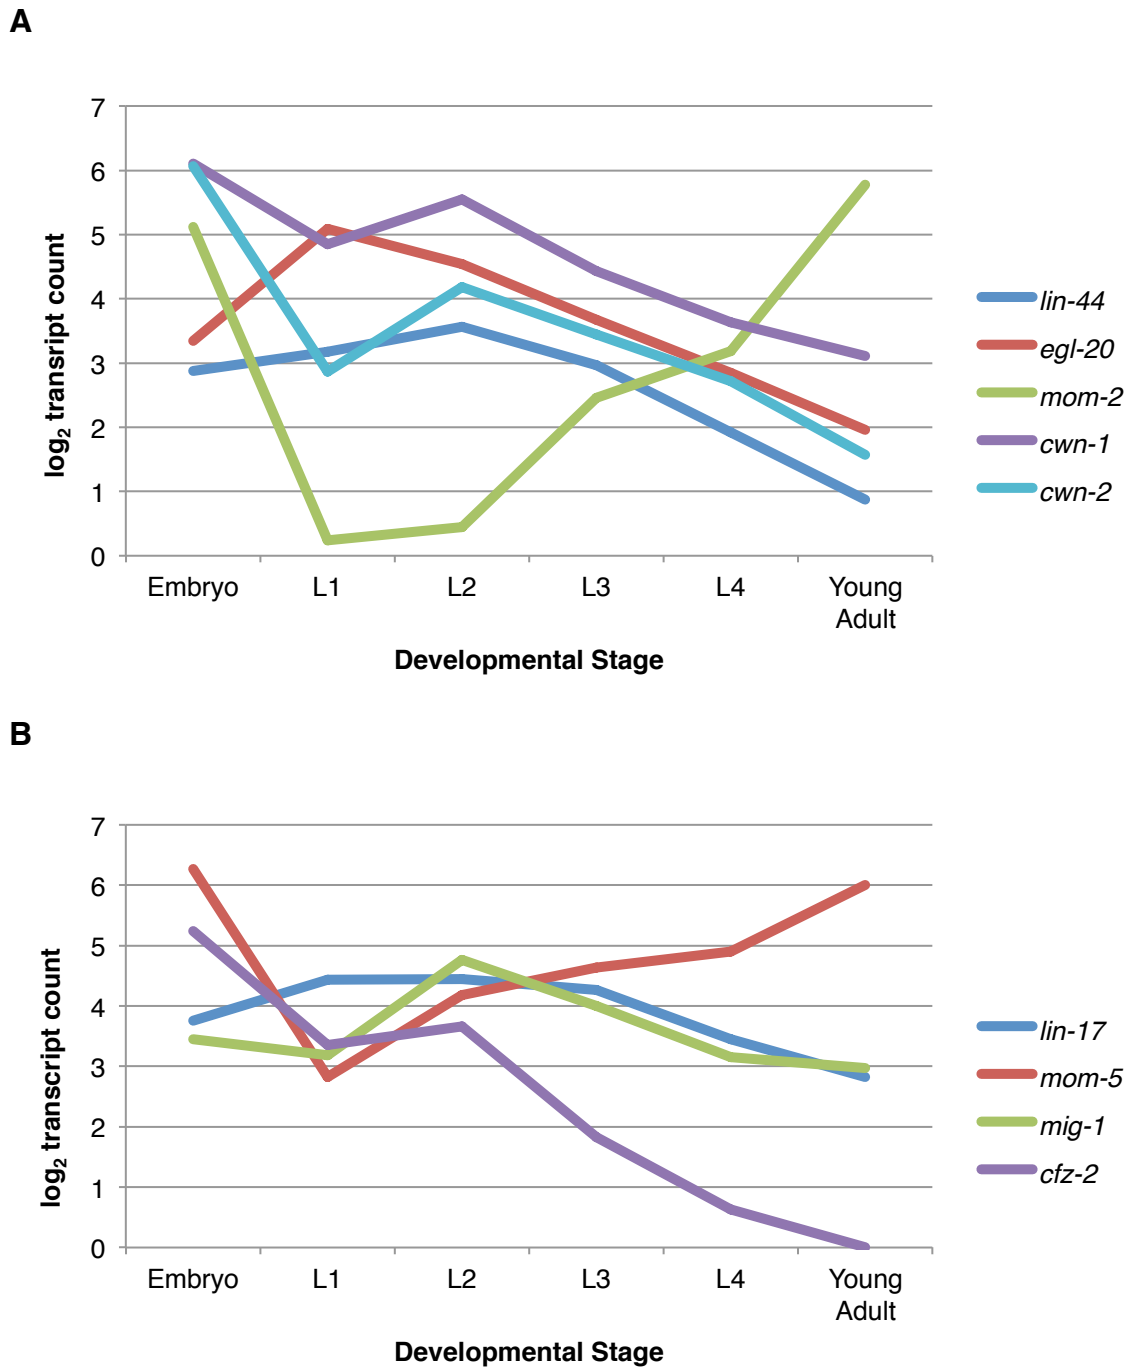 A
7
6
5
4
3
2
1
0
log2 transript count
Embryo L1 L2 L3 L4 Young
Adult
Developmental Stage
lin-44
egl-20
mom-2
cwn-1
cwn-2
B
7
6
5
4
3
2
1
0
log2 transcript count
Embryo L1 L2 L3 L4 Young
Adult
Developmental Stage
lin-17
mom-5
mig-1
cfz-2